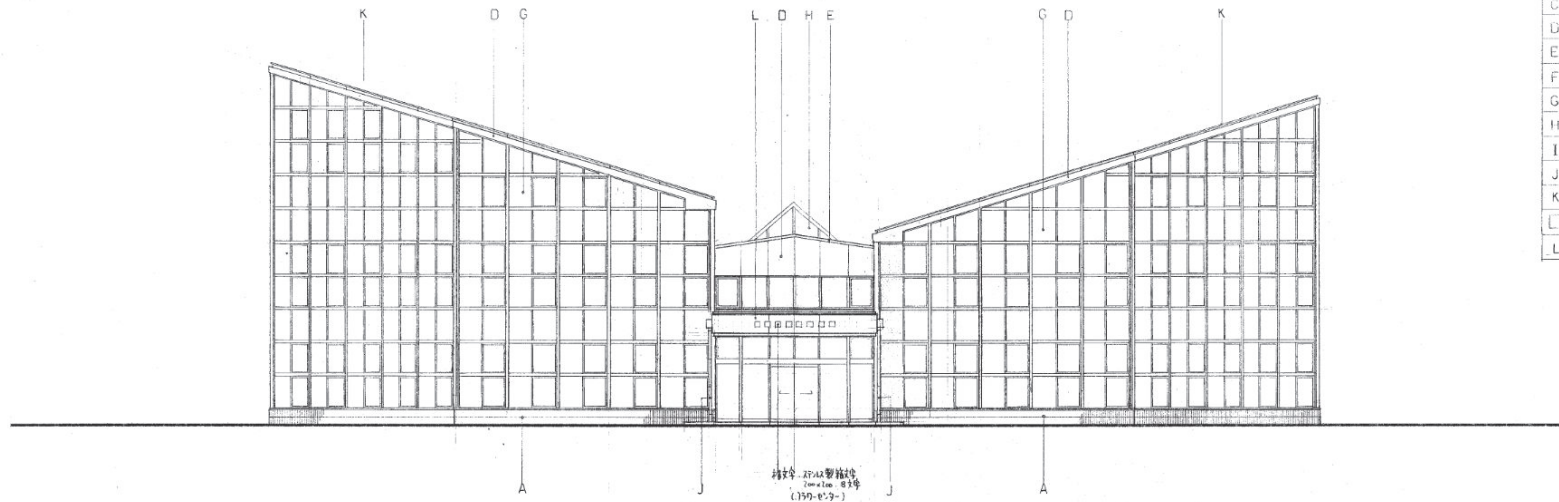 K D G L D H E G D K
C
D
E
F
G
H
I
J
K
L
A J J A
箱文字 ステンレス製箱文字
200×200 8文字
(フラワーセンター)